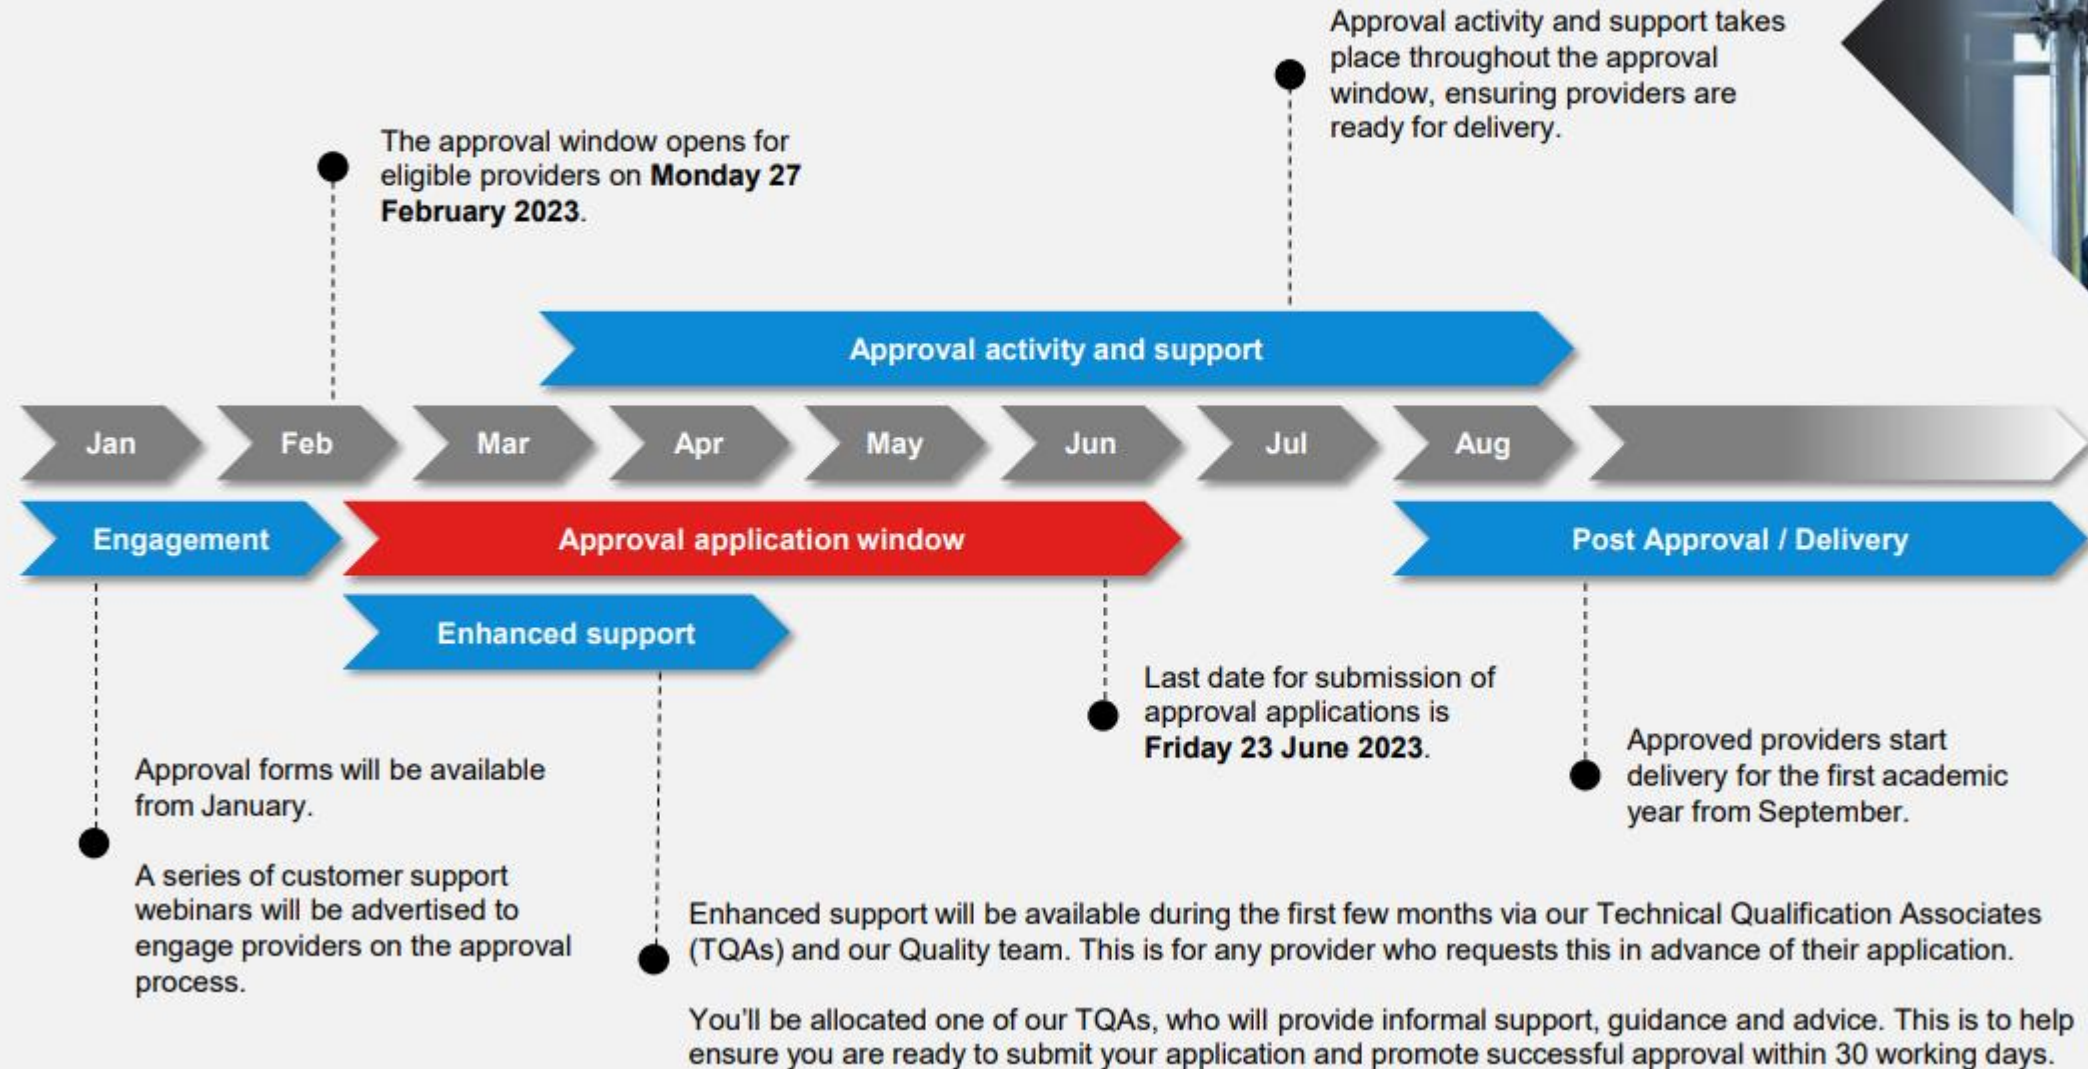 Approval activity and support takes
place throughout the approval
window, ensuring providers are
ready for delivery.
The approval window opens for
eligible providers on Monday 27
February 2023.
Approval activity and support
Jan
Feb
Mar
Apr
May
Jun
Jul
Aug
Engagement
Approval application window
Post Approval / Delivery
Enhanced support
Last date for submission of
approval applications is
Friday 23 June 2023.
Approved providers start
delivery for the first academic
year from September.
Approval forms will be available
from January.
A series of customer support
webinars will be advertised to
engage providers on the approval
process.
Enhanced support will be available during the first few months via our Technical Qualification Associates
(TQAs) and our Quality team. This is for any provider who requests this in advance of their application.
You'll be allocated one of our TQAs, who will provide informal support, guidance and advice. This is to help
ensure you are ready to submit your application and promote successful approval within 30 working days.